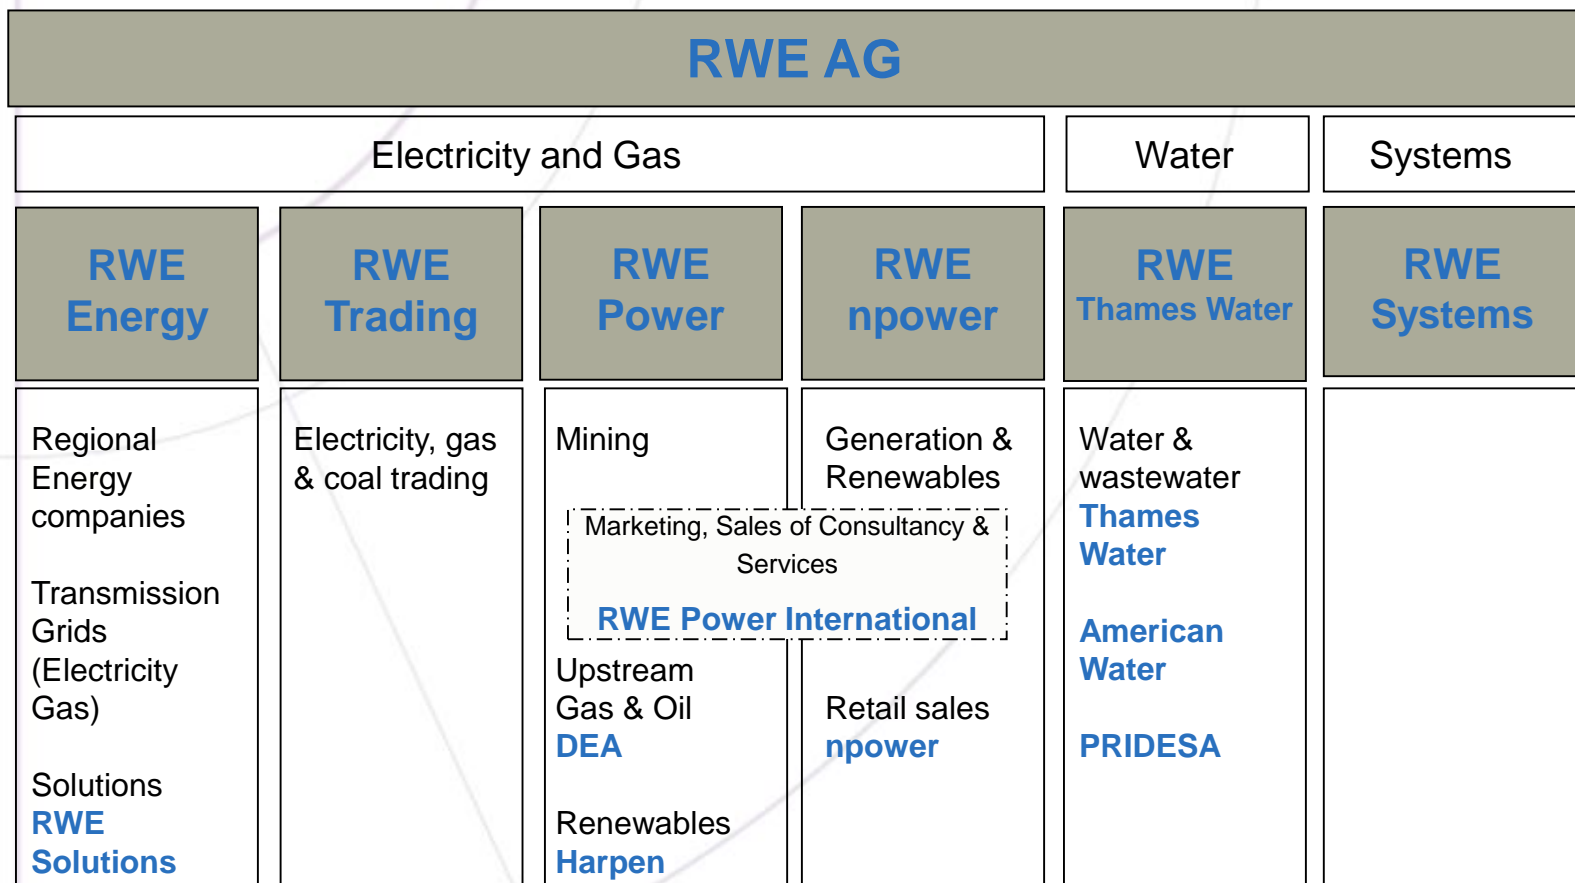 RWE AG
Electricity and Gas
Water
Systems
RWE
Energy
RWE
Trading
RWE
Power
RWE
npower
RWE
Thames Water
RWE
Systems
Regional
Energy
companies
Transmission
Grids
(Electricity
Gas)
Solutions
RWE
Solutions
Electricity, gas
& coal trading
Mining
Marketing, Sales of Consultancy &
Services
RWE Power International
Upstream
Gas & Oil
DEA
Renewables
Harpen
Generation &
Renewables
Retail sales
npower
Water &
wastewater
Thames
Water
American
Water
PRIDESA